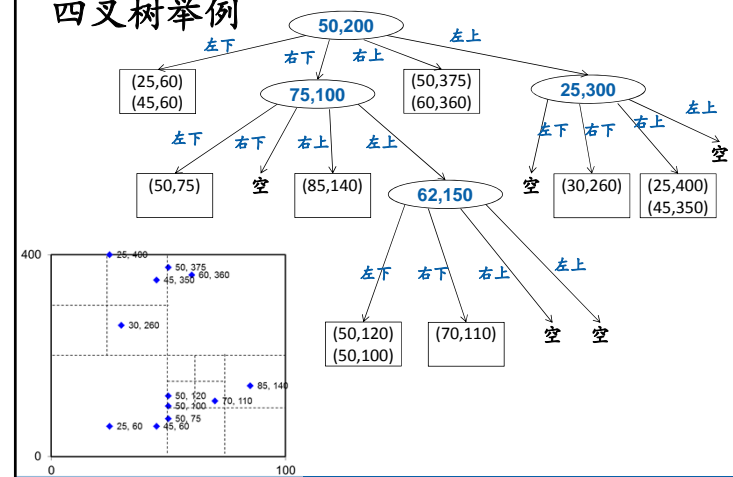 四叉树举例
50,200
左下
右下
右上
左上
(25,60)
(45,60)
75,100
(50,375)
(60,360)
25,300
左下
右下
右上
左上
左下
右下
右上
左上
(50,75)
空
(85,140)
62,150
空
(30,260)
(25,400)
(45,350)
空
左下
右下
右上
左上
(50,120)
(50,100)
(70,110)
空
空
400
25, 400
50, 375
45, 350
60, 360
30, 260
85, 140
50, 120
50, 100
70, 110
50, 75
25, 60
45, 60
0
0
100